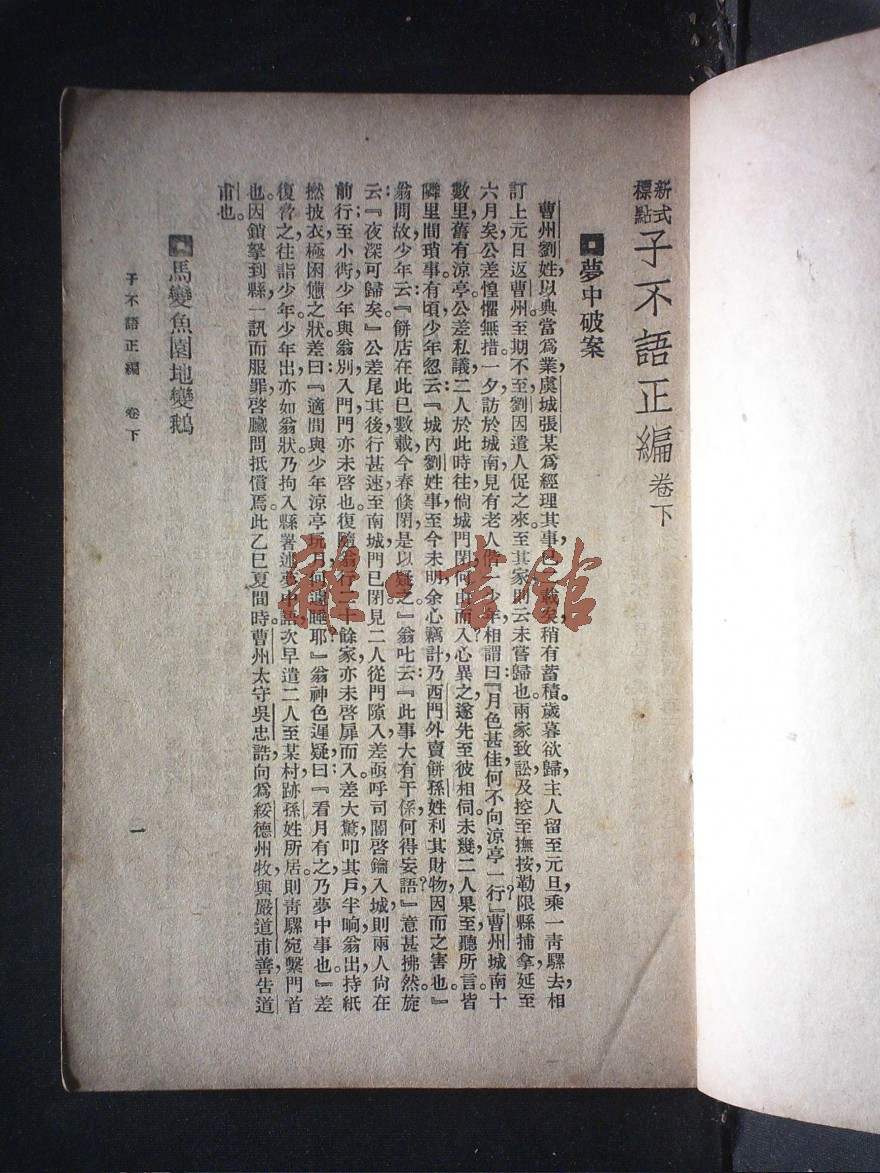 新式
標點
子不語正編 卷下
夢中破案
曹州劉姓，以典當爲業，虞城張某爲經理其事，已載矣，稍有蓄積。歲暮欲歸，主人留至元旦，乘一青騾去，相
訂上元日返曹州。至期不至，劉因遣人促之來。至其家，則云未嘗歸也。兩家致訟，及控至撫按，勒限縣捕拿，延至
六月矣。公差惶懼無措，一夕訪於城南，見有老人偕一少年相謂曰：『月色甚佳，何不向涼亭一行？』曹州城南十
數里，舊有涼亭，公差私議，二人於此時往，倘城門閉，何由而入？心異之，遂先至彼相伺。未幾，二人果至，聽所言皆
隣里間瑣事。有頃，少年忽云：『城內劉姓事，至今未明，余心竊計，乃西門外賣餅孫姓利其財物，因而之害也。』
翁問故，少年云：『餅店在此已數載，今春倏閉，是以疑之。』翁叱云：『此事大有干係，何得妄語？』意甚拂然。旋
云：『夜深可歸矣。』公差尾其後，行甚速，至南城門已閉，見二人從門隙入，差亟呼司閽啓鑰入城，則兩人尙在
前行。至小衖，少年與翁別入門，門亦未啓也。復隨翁行二十餘家，亦未啓扉而入，差大驚，叩其戶，半晌，翁出，持紙
撚披衣，極困憊之狀。差曰：『適間與少年涼亭玩月，何遽睡耶？』翁神色遲疑曰：『看月有之，乃夢中事也。』差
復脅之往詣少年，少年出，亦如翁狀。乃拘入縣署，述夢中語。次早遣二人至某村，跡孫姓所居，則青騾宛繫門首
也。因鎖拏到縣，一訊而服罪，啓臟問抵償焉。此乙巳夏間時，曹州太守吳忠誥，向爲綏德州牧，與嚴道甫善，告道
甫也。
馬變魚園地變鵝
子不語正編 卷下
一
雜·書館